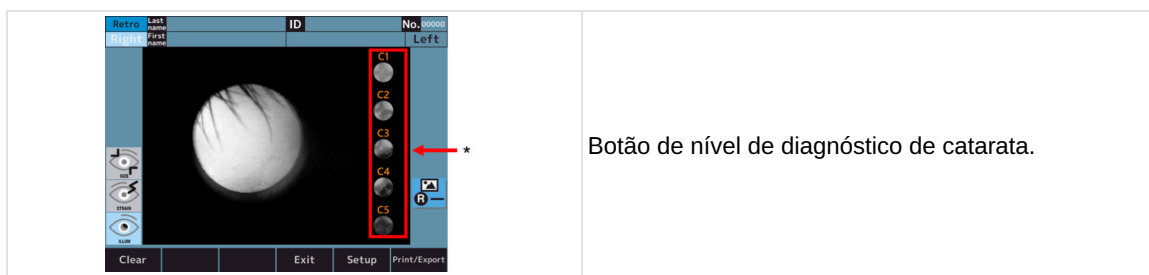 Retro Last name ID No. 00000
Right First name Left
C1
C2
C3
*
C4
C5
SIZE
STRAIN
ILLUM
R
Clear Exit Setup Print/Export
Botão de nível de diagnóstico de catarata.